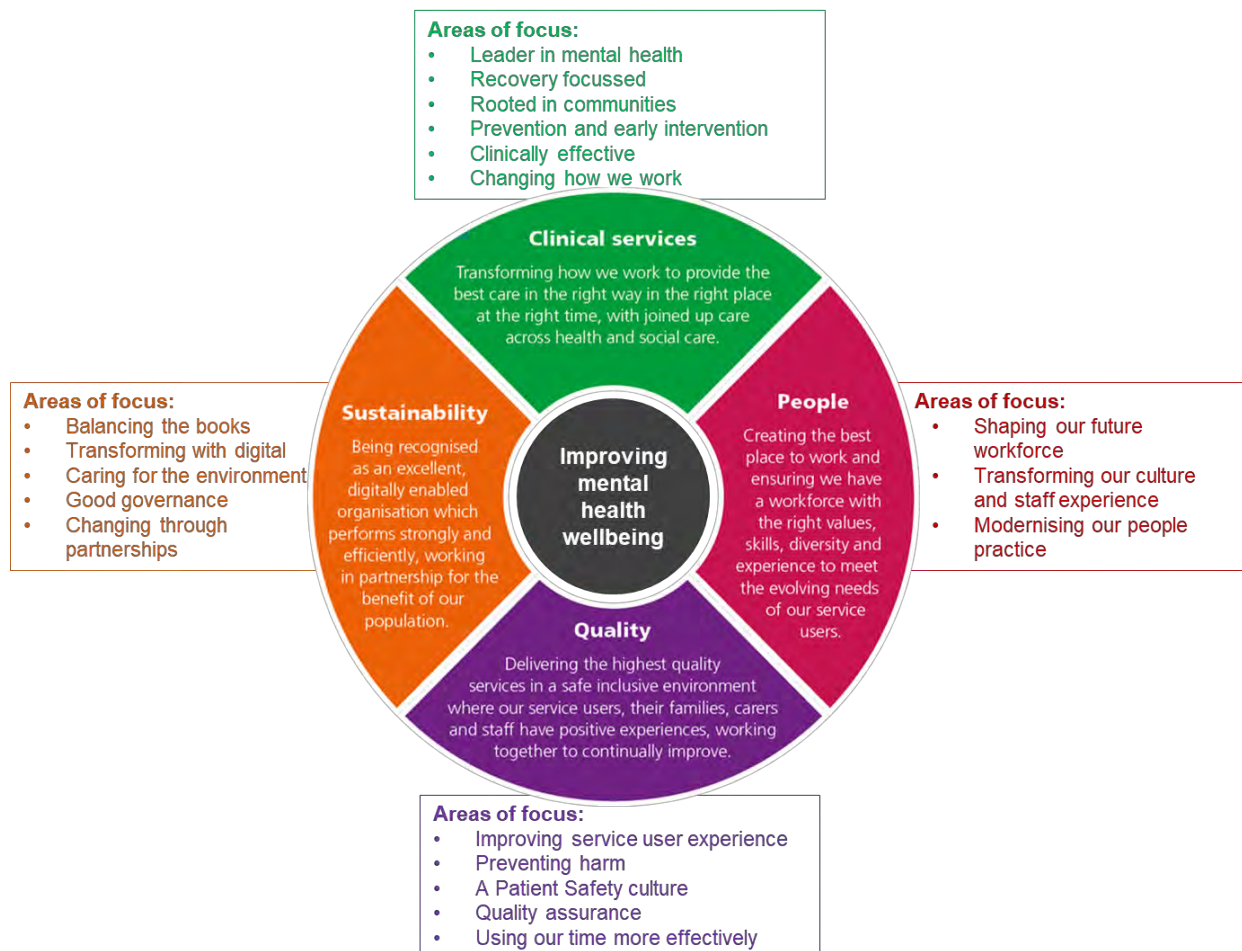 Areas of focus:
• Leader in mental health
• Recovery focussed
• Rooted in communities
• Prevention and early intervention
• Clinically effective
• Changing how we work
Clinical services
Transforming how we work to provide the
best care in the right way in the right place
at the right time, with joined up care
across health and social care.
Areas of focus:
• Balancing the books
• Transforming with digital
• Caring for the environment
• Good governance
• Changing through
partnerships
Sustainability
Being recognised
as an excellent,
digitally enabled
organisation which
performs strongly and
efficiently, working
in partnership for the
benefit of our
population.
Improving
mental
health
wellbeing
People
Creating the best
place to work and
ensuring we have
a workforce with
the right values,
skills, diversity and
experience to meet
the evolving needs
of our service
users.
Areas of focus:
• Shaping our future
workforce
• Transforming our culture
and staff experience
• Modernising our people
practice
Quality
Delivering the highest quality
services in a safe inclusive environment
where our service users, their families, carers
and staff have positive experiences, working
together to continually improve.
Areas of focus:
• Improving service user experience
• Preventing harm
• A Patient Safety culture
• Quality assurance
• Using our time more effectively